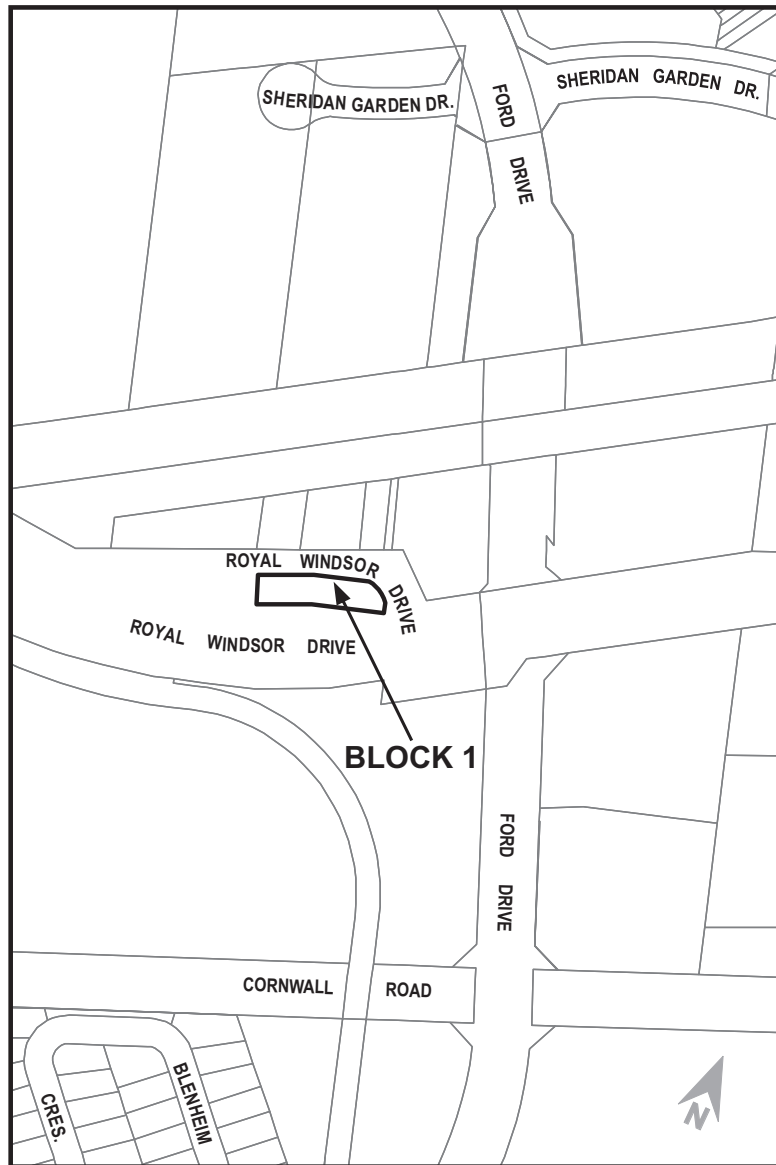 SHERIDAN GARDEN DR.
SHERIDAN GARDEN DR.
FORD DRIVE
ROYAL WINDSOR DRIVE
ROYAL WINDSOR DRIVE
BLOCK 1
FORD DRIVE
CORNWALL ROAD
BLENHEIM
CRES.
N